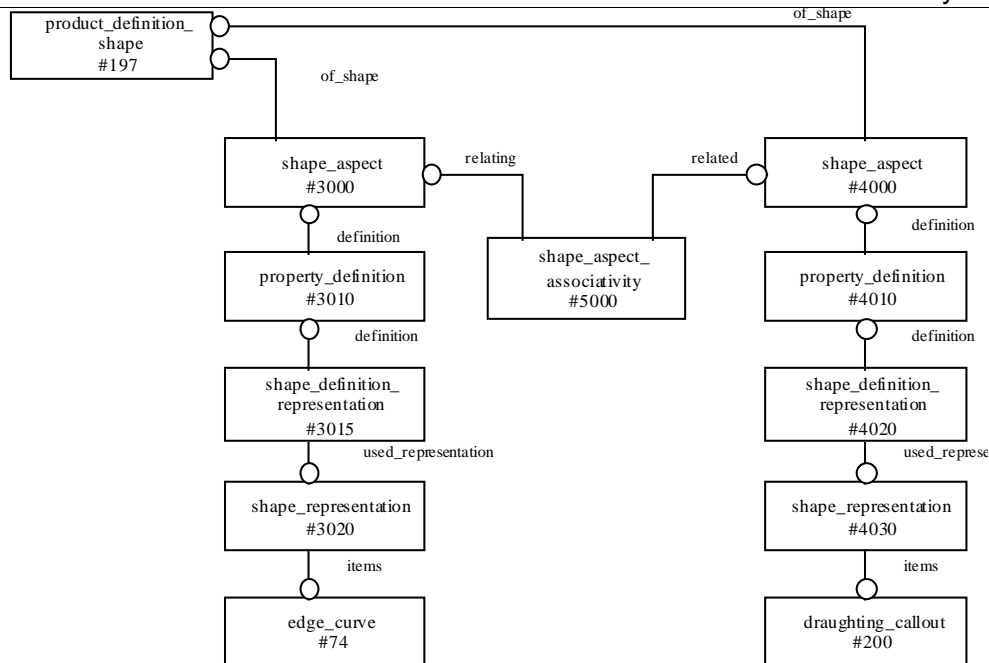 of_shape
product_definition_
shape
#197
of_shape
shape_aspect
#3000
relating
related
shape_aspect
#4000
definition
definition
shape_aspect_
associativity
#5000
property_definition
#3010
property_definition
#4010
definition
definition
shape_definition_
representation
#3015
shape_definition_
representation
#4020
used_representation
used_represe
shape_representation
#3020
shape_representation
#4030
items
items
edge_curve
#74
draughting_callout
#200